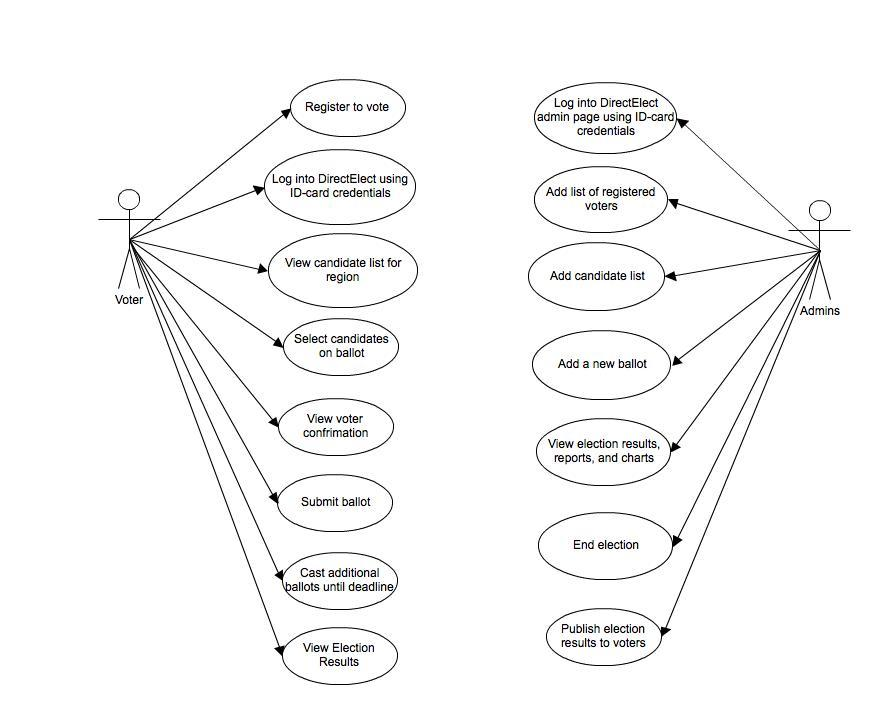 Register to vote
Log into DirectElect using
ID-card credentials
View candidate list for
region
Voter
Select candidates
on ballot
View voter
confrimation
Submit ballot
Cast additional
ballots until deadline
View Election
Results
Log into DirectElect
admin page using ID-card
credentials
Add list of registered
voters
Add candidate list
Admins
Add a new ballot
View election results,
reports, and charts
End election
Publish election
results to voters